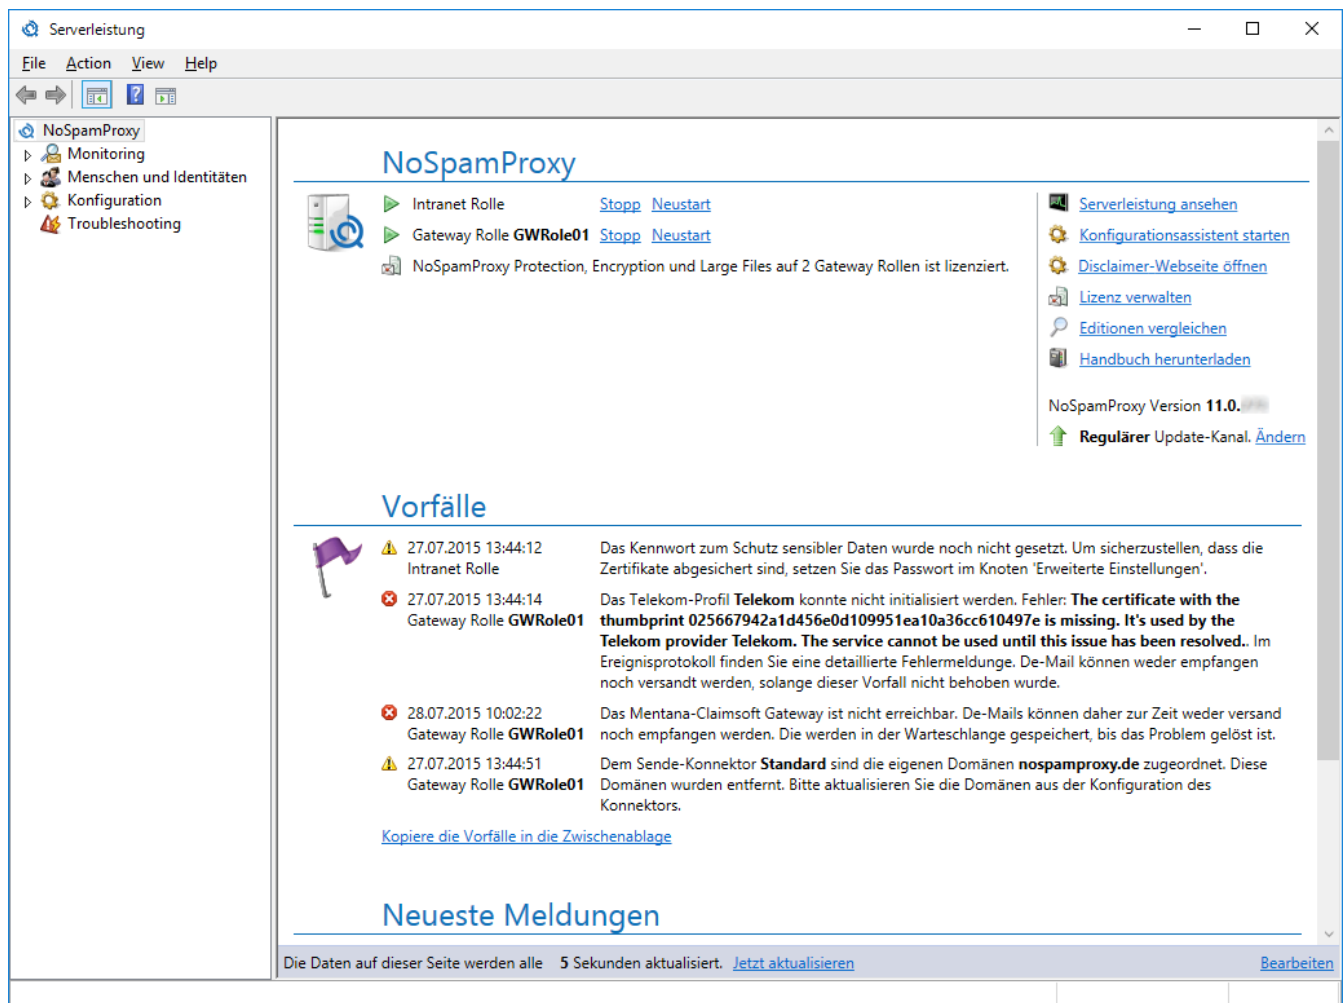 Serverleistung
File Action View Help
NoSpamProxy
Monitoring
Menschen und Identitäten
Konfiguration
Troubleshooting
NoSpamProxy
Intranet Rolle Stopp Neustart
Gateway Rolle GWRole01 Stopp Neustart
NoSpamProxy Protection, Encryption und Large Files auf 2 Gateway Rollen ist lizenziert.
Serverleistung ansehen
Konfigurationsassistent starten
Disclaimer-Webseite öffnen
Lizenz verwalten
Editionen vergleichen
Handbuch herunterladen
NoSpamProxy Version 11.0.
Regulärer Update-Kanal. Ändern
Vorfälle
27.07.2015 13:44:12
Intranet Rolle
Das Kennwort zum Schutz sensibler Daten wurde noch nicht gesetzt. Um sicherzustellen, dass die
Zertifikate abgesichert sind, setzen Sie das Passwort im Knoten 'Erweiterte Einstellungen'.
27.07.2015 13:44:14
Gateway Rolle GWRole01
Das Telekom-Profil Telekom konnte nicht initialisiert werden. Fehler: The certificate with the
thumbprint 025667942a1d456e0d109951ea10a36cc610497e is missing. It's used by the
Telekom provider Telekom. The service cannot be used until this issue has been resolved.. Im
Ereignisprotokoll finden Sie eine detaillierte Fehlermeldunge. De-Mail können weder empfangen
noch versandt werden, solange dieser Vorfall nicht behoben wurde.
28.07.2015 10:02:22
Gateway Rolle GWRole01
Das Mentana-Claimsoft Gateway ist nicht erreichbar. De-Mails können daher zur Zeit weder versand
noch empfangen werden. Die werden in der Warteschlange gespeichert, bis das Problem gelöst ist.
27.07.2015 13:44:51
Gateway Rolle GWRole01
Dem Sende-Konnektor Standard sind die eigenen Domänen nospamproxy.de zugeordnet. Diese
Domänen wurden entfernt. Bitte aktualisieren Sie die Domänen aus der Konfiguration des
Konnektors.
Kopiere die Vorfälle in die Zwischenablage
Neueste Meldungen
Die Daten auf dieser Seite werden alle 5 Sekunden aktualisiert. Jetzt aktualisieren Bearbeiten